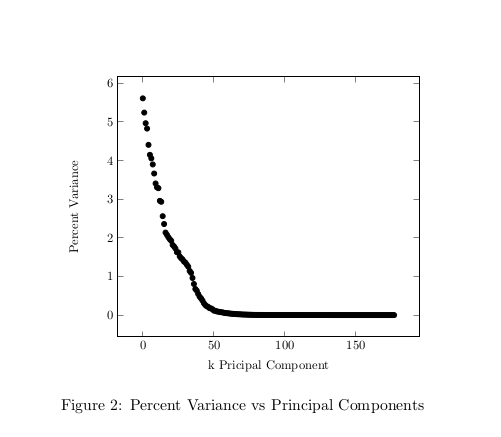 6
5
4
3
2
1
0
Percent Variance
0 50 100 150
k Pricipal Component
Figure 2: Percent Variance vs Principal Components